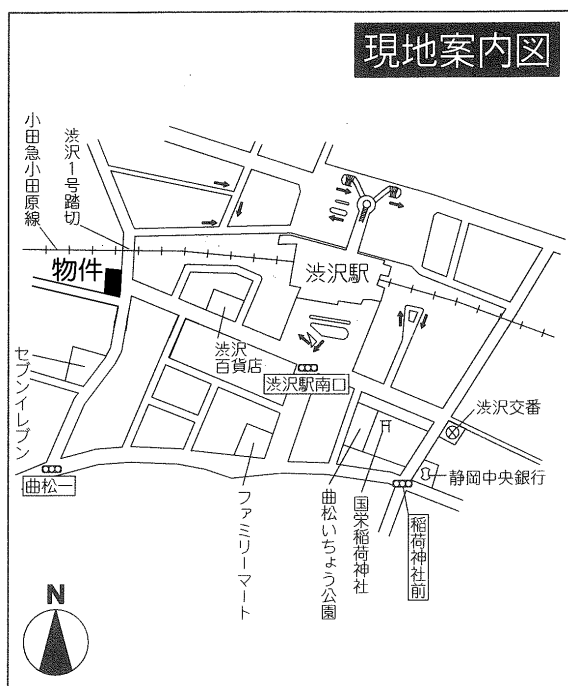 現地案内図
小田急小田原線
渋沢1号踏切
物件
渋沢駅
渋沢
百貨店
渋沢駅南口
セブンイレブン
渋沢交番
静岡中央銀行
曲松一
ファミリーマート
曲松いちょう公園
国栄稲荷神社
稲荷神社前
N